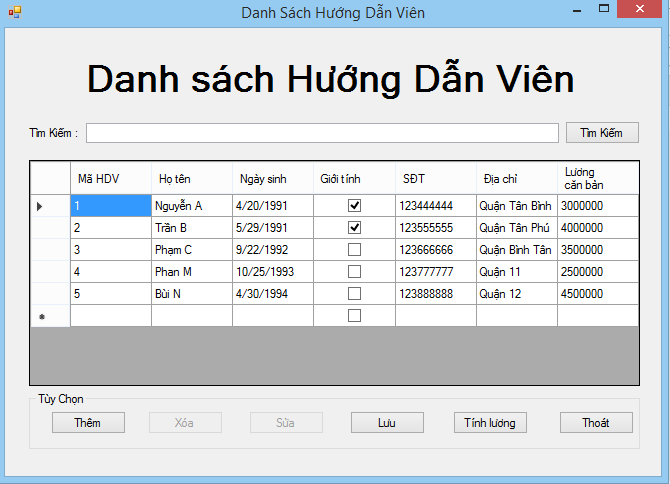 Danh Sách Hướng Dẫn Viên
Danh sách Hướng Dẫn Viên
Tìm Kiếm :
Tìm Kiếm
Mã HDV Họ tên Ngày sinh Giới tính SĐT Địa chỉ Lương căn bản
1 Nguyễn A 4/20/1991 123444444 Quận Tân Bình 3000000
2 Trần B 5/29/1991 123555555 Quận Tân Phú 4000000
3 Phạm C 9/22/1992 123666666 Quận Bình Tân 3500000
4 Phan M 10/25/1993 123777777 Quận 11 2500000
5 Bùi N 4/30/1994 123888888 Quận 12 4500000
Tùy Chọn
Thêm Xóa Sửa Lưu Tính lương Thoát